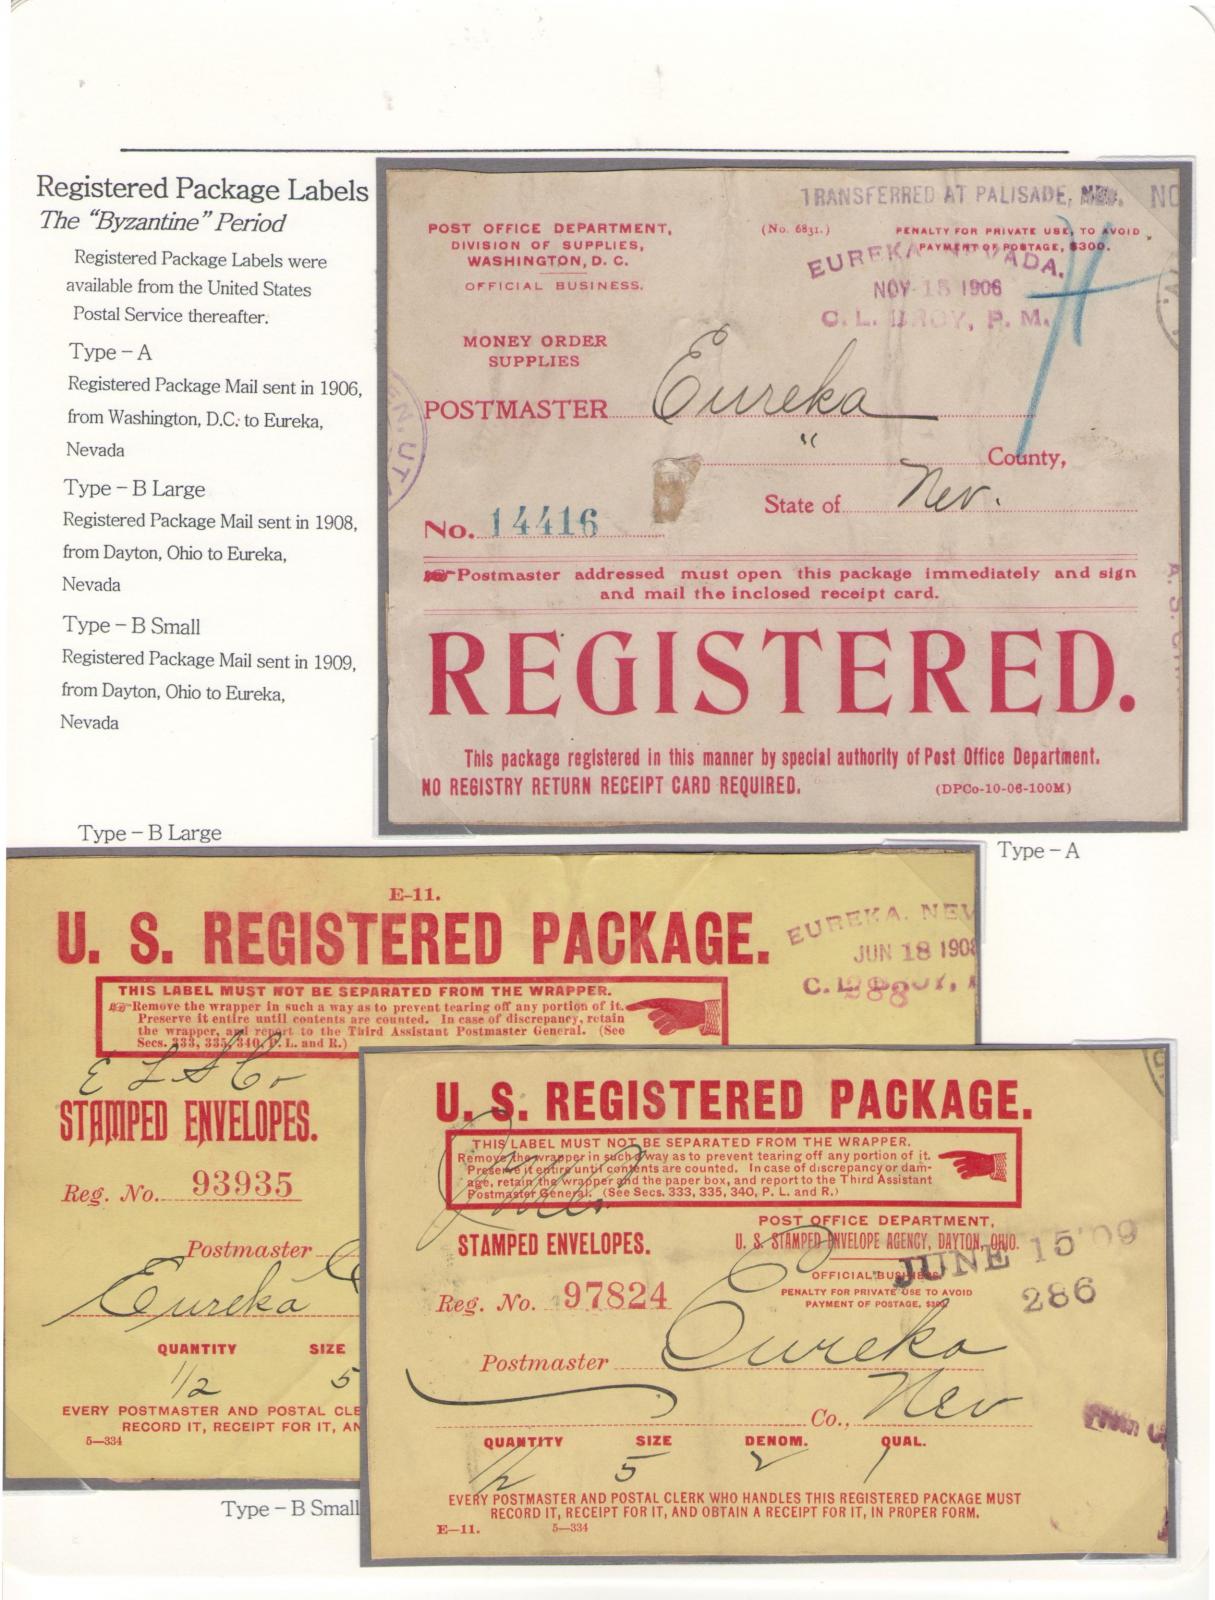 Registered Package Labels
The "Byzantine" Period
Registered Package Labels were
available from the United States
Postal Service thereafter.
Type – A
Registered Package Mail sent in 1906,
from Washington, D.C. to Eureka,
Nevada
Type – B Large
Registered Package Mail sent in 1908,
from Dayton, Ohio to Eureka,
Nevada
Type – B Small
Registered Package Mail sent in 1909,
from Dayton, Ohio to Eureka,
Nevada
TRANSFERRED AT PALISADE, NO
POST OFFICE DEPARTMENT,
DIVISION OF SUPPLIES,
WASHINGTON, D. C.
OFFICIAL BUSINESS.
(No. 6831.)
PENALTY FOR PRIVATE USE, TO AVOID
PAYMENT OF POSTAGE, $300.
EUREKA NEVADA.
NOV 15 1906
C. L. BROY, P. M.
MONEY ORDER
SUPPLIES
POSTMASTER Eureka
" County,
State of Nev.
No. 14416
Postmaster addressed must open this package immediately and sign
and mail the inclosed receipt card.
REGISTERED.
This package registered in this manner by special authority of Post Office Department.
NO REGISTRY RETURN RECEIPT CARD REQUIRED.
(DPCo-10-06-100M)
Type – A
Type – B Large
E-11.
U. S. REGISTERED PACKAGE.
EUREKA, NEV
JUN 18 1908
288
THIS LABEL MUST NOT BE SEPARATED FROM THE WRAPPER.
Remove the wrapper in such a way as to prevent tearing off any portion of it.
Preserve it entire until contents are counted. In case of discrepancy, retain
the wrapper, and report to the Third Assistant Postmaster General. (See
Secs. 333, 335, 340, P. L. and R.)
STAMPED ENVELOPES.
Reg. No. 93935
Postmaster
Eureka
QUANTITY SIZE
1/2 5
EVERY POSTMASTER AND POSTAL CLE
RECORD IT, RECEIPT FOR IT, AN
5—334
Type – B Small
U. S. REGISTERED PACKAGE.
THIS LABEL MUST NOT BE SEPARATED FROM THE WRAPPER.
Remove the wrapper in such a way as to prevent tearing off any portion of it.
Preserve it entire until contents are counted. In case of discrepancy or dam-
age, retain the wrapper and the paper box, and report to the Third Assistant
Postmaster General. (See Secs. 333, 335, 340, P. L. and R.)
STAMPED ENVELOPES.
POST OFFICE DEPARTMENT,
U. S. STAMPED ENVELOPE AGENCY, DAYTON, OHIO.
OFFICIAL BUSINESS.
PENALTY FOR PRIVATE USE TO AVOID
PAYMENT OF POSTAGE, $300.
JUNE 15 '09
286
Reg. No. 97824
Postmaster Eureka
Co., Nev
QUANTITY SIZE DENOM. QUAL.
1/2 5 2 1
EVERY POSTMASTER AND POSTAL CLERK WHO HANDLES THIS REGISTERED PACKAGE MUST
RECORD IT, RECEIPT FOR IT, AND OBTAIN A RECEIPT FOR IT, IN PROPER FORM.
E—11. 5—334